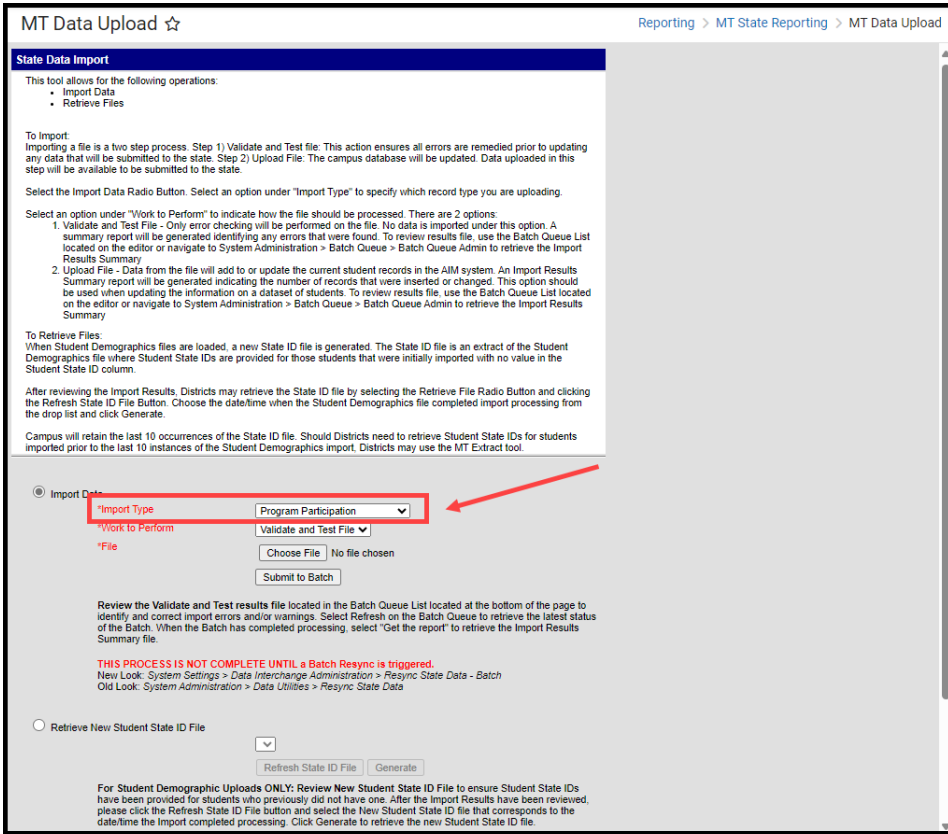 MT Data Upload ☆
Reporting > MT State Reporting > MT Data Upload
State Data Import
This tool allows for the following operations:
• Import Data
• Retrieve Files
To Import:
Importing a file is a two step process. Step 1) Validate and Test file: This action ensures all errors are remedied prior to updating
any data that will be submitted to the state. Step 2) Upload File: The campus database will be updated. Data uploaded in this
step will be available to be submitted to the state.
Select the Import Data Radio Button. Select an option under "Import Type" to specify which record type you are uploading.
Select an option under "Work to Perform" to indicate how the file should be processed. There are 2 options:
1. Validate and Test File - Only error checking will be performed on the file. No data is imported under this option. A
summary report will be generated identifying any errors that were found. To review results file, use the Batch Queue List
located on the editor or navigate to System Administration > Batch Queue > Batch Queue Admin to retrieve the Import
Results Summary
2. Upload File - Data from the file will add to or update the current student records in the AIM system. An Import Results
Summary report will be generated indicating the number of records that were inserted or changed. This option should
be used when updating the information on a dataset of students. To review results file, use the Batch Queue List located
on the editor or navigate to System Administration > Batch Queue > Batch Queue Admin to retrieve the Import Results
Summary
To Retrieve Files:
When Student Demographics files are loaded, a new State ID file is generated. The State ID file is an extract of the Student
Demographics file where Student State IDs are provided for those students that were initially imported with no value in the
Student State ID column.
After reviewing the Import Results, Districts may retrieve the State ID file by selecting the Retrieve File Radio Button and clicking
the Refresh State ID File Button. Choose the date/time when the Student Demographics file completed import processing from
the drop list and click Generate.
Campus will retain the last 10 occurrences of the State ID file. Should Districts need to retrieve Student State IDs for students
imported prior to the last 10 instances of the Student Demographics import, Districts may use the MT Extract tool.
Import Data
*Import Type Program Participation
*Work to Perform Validate and Test File
*File Choose File No file chosen
Submit to Batch
Review the Validate and Test results file located in the Batch Queue List located at the bottom of the page to
identify and correct import errors and/or warnings. Select Refresh on the Batch Queue to retrieve the latest status
of the Batch. When the Batch has completed processing, select "Get the report" to retrieve the Import Results
Summary file.
THIS PROCESS IS NOT COMPLETE UNTIL a Batch Resync is triggered.
New Look: System Settings > Data Interchange Administration > Resync State Data - Batch
Old Look: System Administration > Data Utilities > Resync State Data
Retrieve New Student State ID File
Refresh State ID File Generate
For Student Demographic Uploads ONLY: Review New Student State ID File to ensure Student State IDs
have been provided for students who previously did not have one. After the Import Results have been reviewed,
please click the Refresh State ID File button and select the New Student State ID file that corresponds to the
date/time the Import completed processing. Click Generate to retrieve the new Student State ID file.